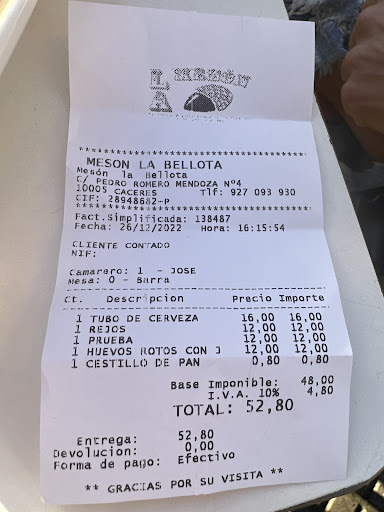 LA MESÓN
****************************************
MESON LA BELLOTA
Mesón la Bellota
C/ PEDRO ROMERO MENDOZA Nº4
10005 CACERES Tlf: 927 093 930
CIF: 28948682-P
****************************************
Fact.Simplificada: 138487
Fecha: 26/12/2022 Hora: 16:15:54
CLIENTE CONTADO
NIF:
Camarero: 1 - JOSE
Mesa: 0 - Barra
Ct. Descripcion Precio Importe
1 TUBO DE CERVEZA 16,00 16,00
1 REJOS 12,00 12,00
1 PRUEBA 12,00 12,00
1 HUEVOS ROTOS CON J 12,00 12,00
1 CESTILLO DE PAN 0,80 0,80
Base Imponible: 48,00
I.V.A. 10% 4,80
TOTAL: 52,80
Entrega: 52,80
Devolucion: 0,00
Forma de pago: Efectivo
** GRACIAS POR SU VISITA **